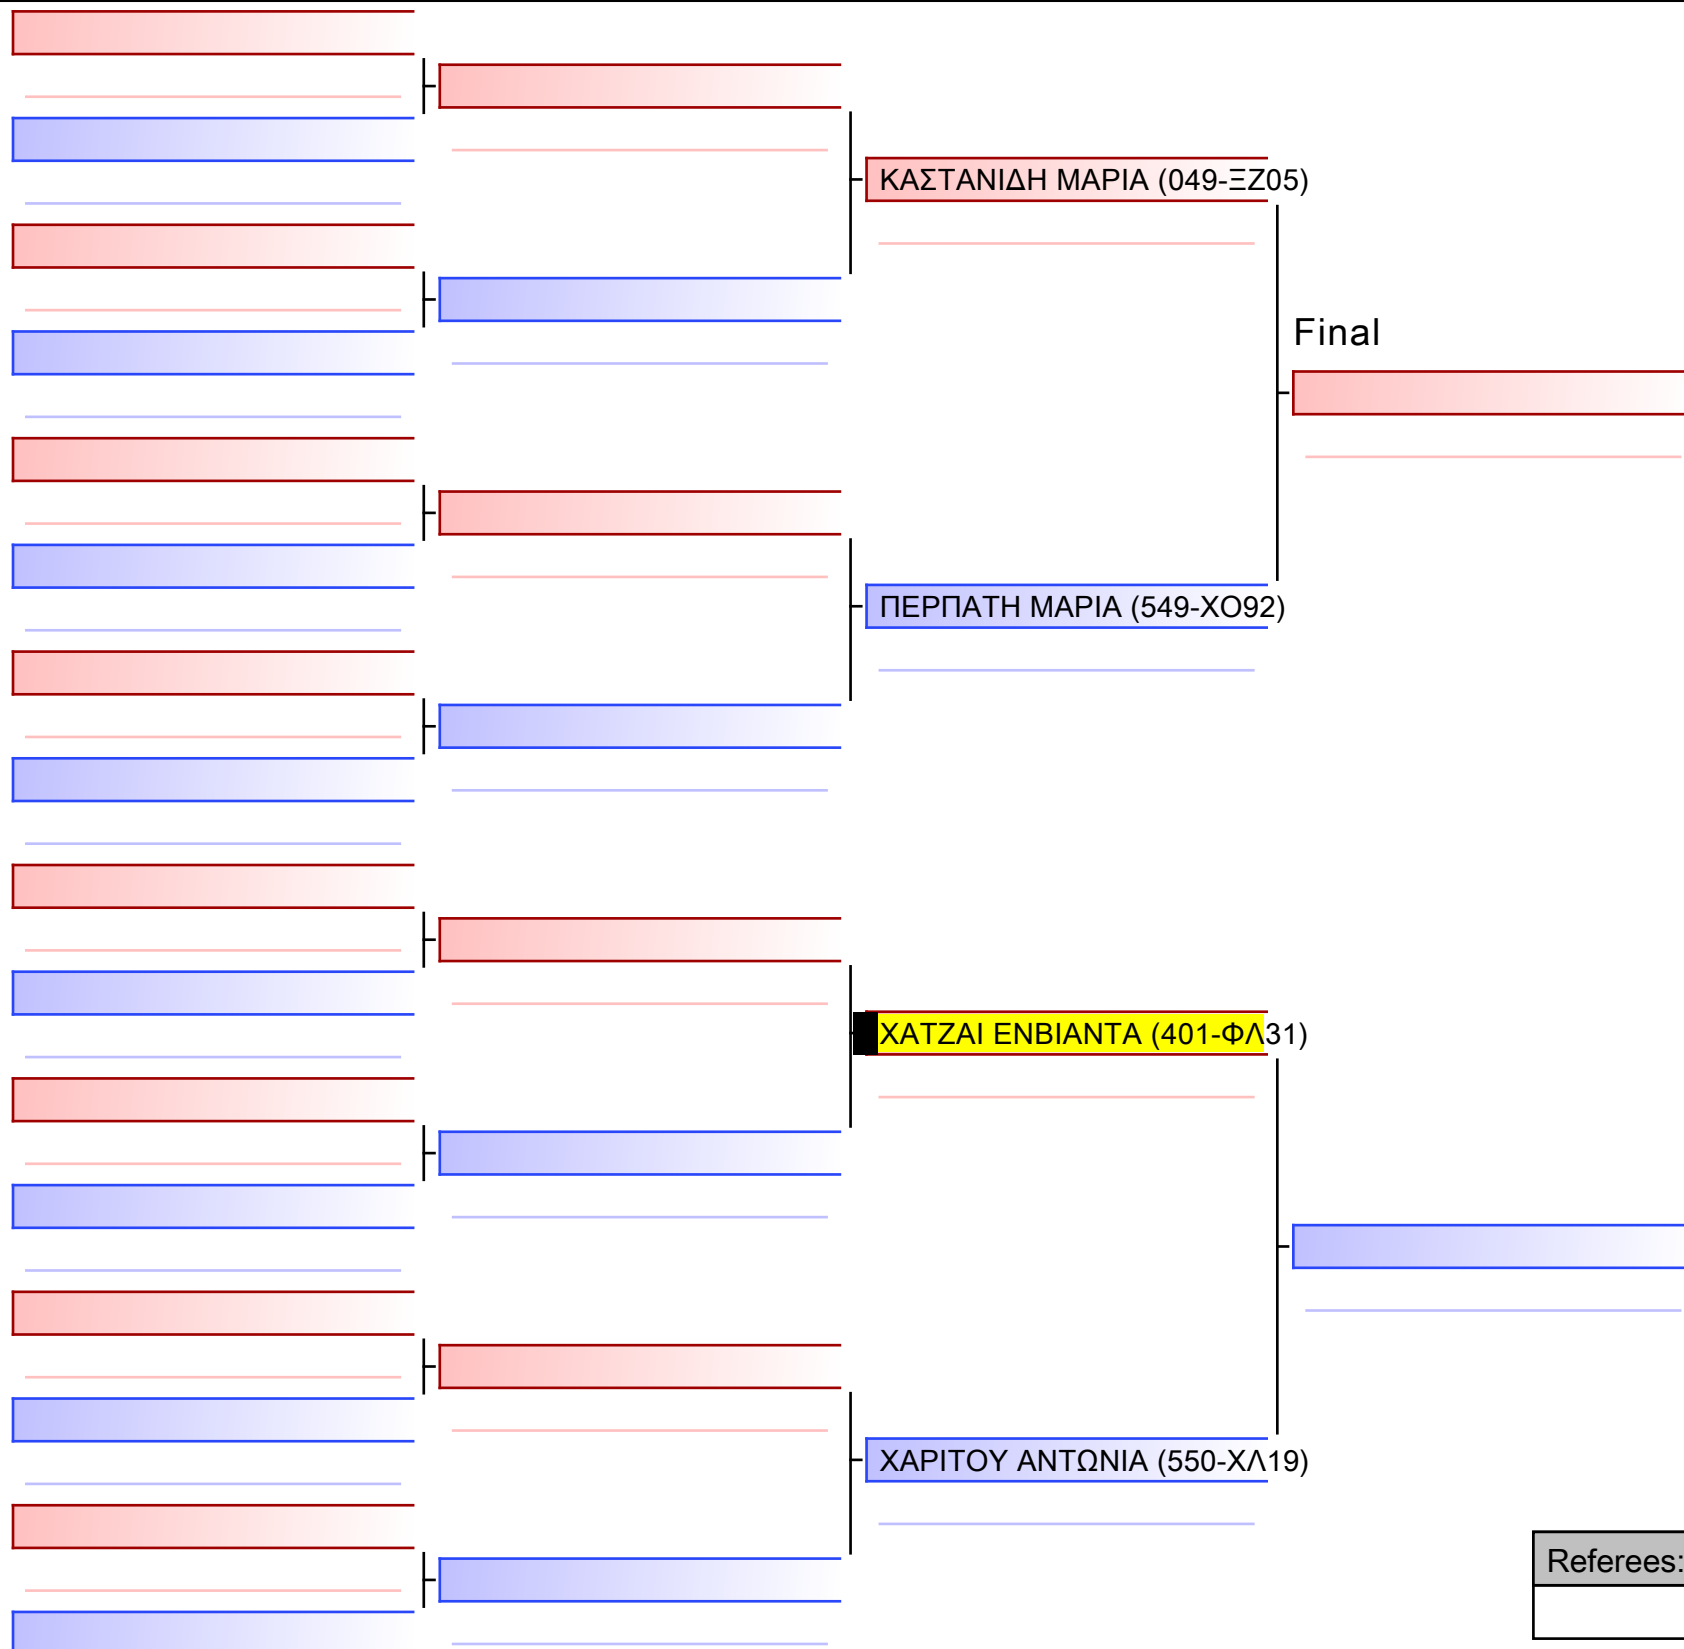 ΚΑΣΤΑΝΙΔΗ ΜΑΡΙΑ (049-ΞΖ05)
Final
ΠΕΡΠΑΤΗ ΜΑΡΙΑ (549-ΧΟ92)
ΧΑΤΖΑΙ ΕΝΒΙΑΝΤΑ (401-ΦΛ31)
ΧΑΡΙΤΟΥ ΑΝΤΩΝΙΑ (550-ΧΛ19)
Referees: